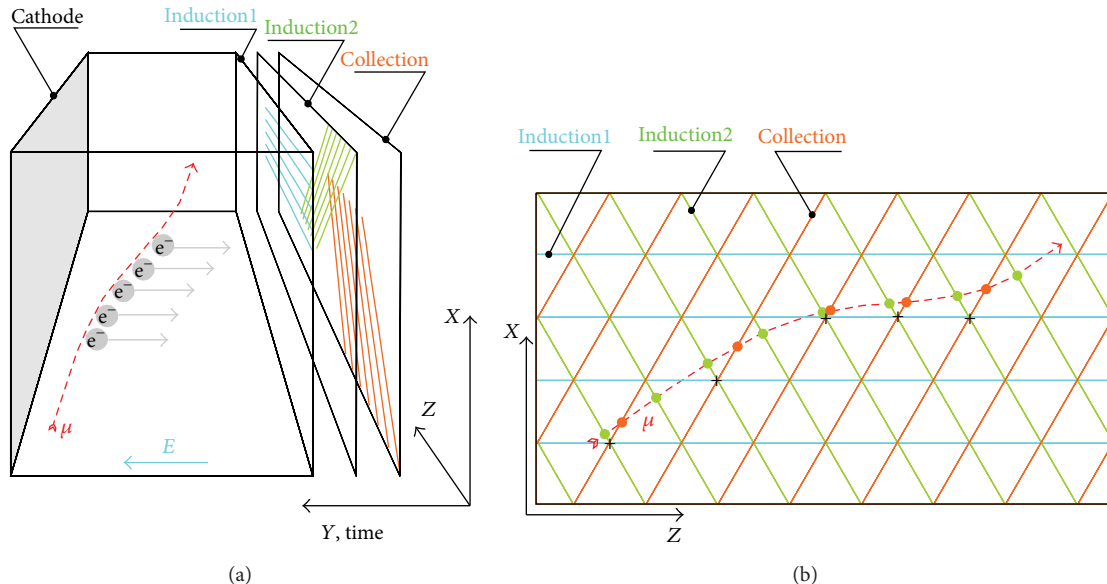 Cathode
Induction1
Induction2
Collection
e−
e−
e−
e−
e−
μ
E
X
Z
Y, time
(a)
Induction1
Induction2
Collection
X
μ
Z
(b)